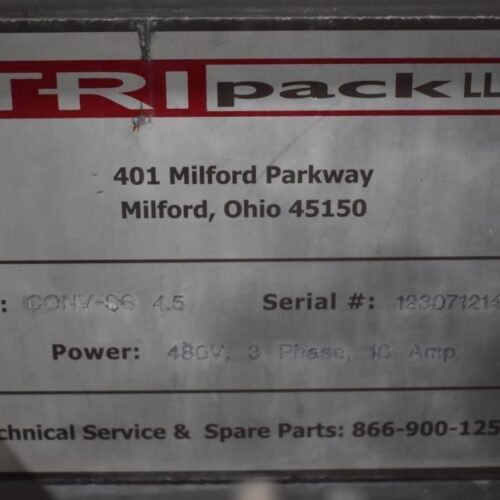 TRI pack LL
401 Milford Parkway
Milford, Ohio 45150
: CONV-SS 4.5 Serial #: 123071214
Power: 480V, 3 Phase, 10 Amp
chnical Service & Spare Parts: 866-900-125